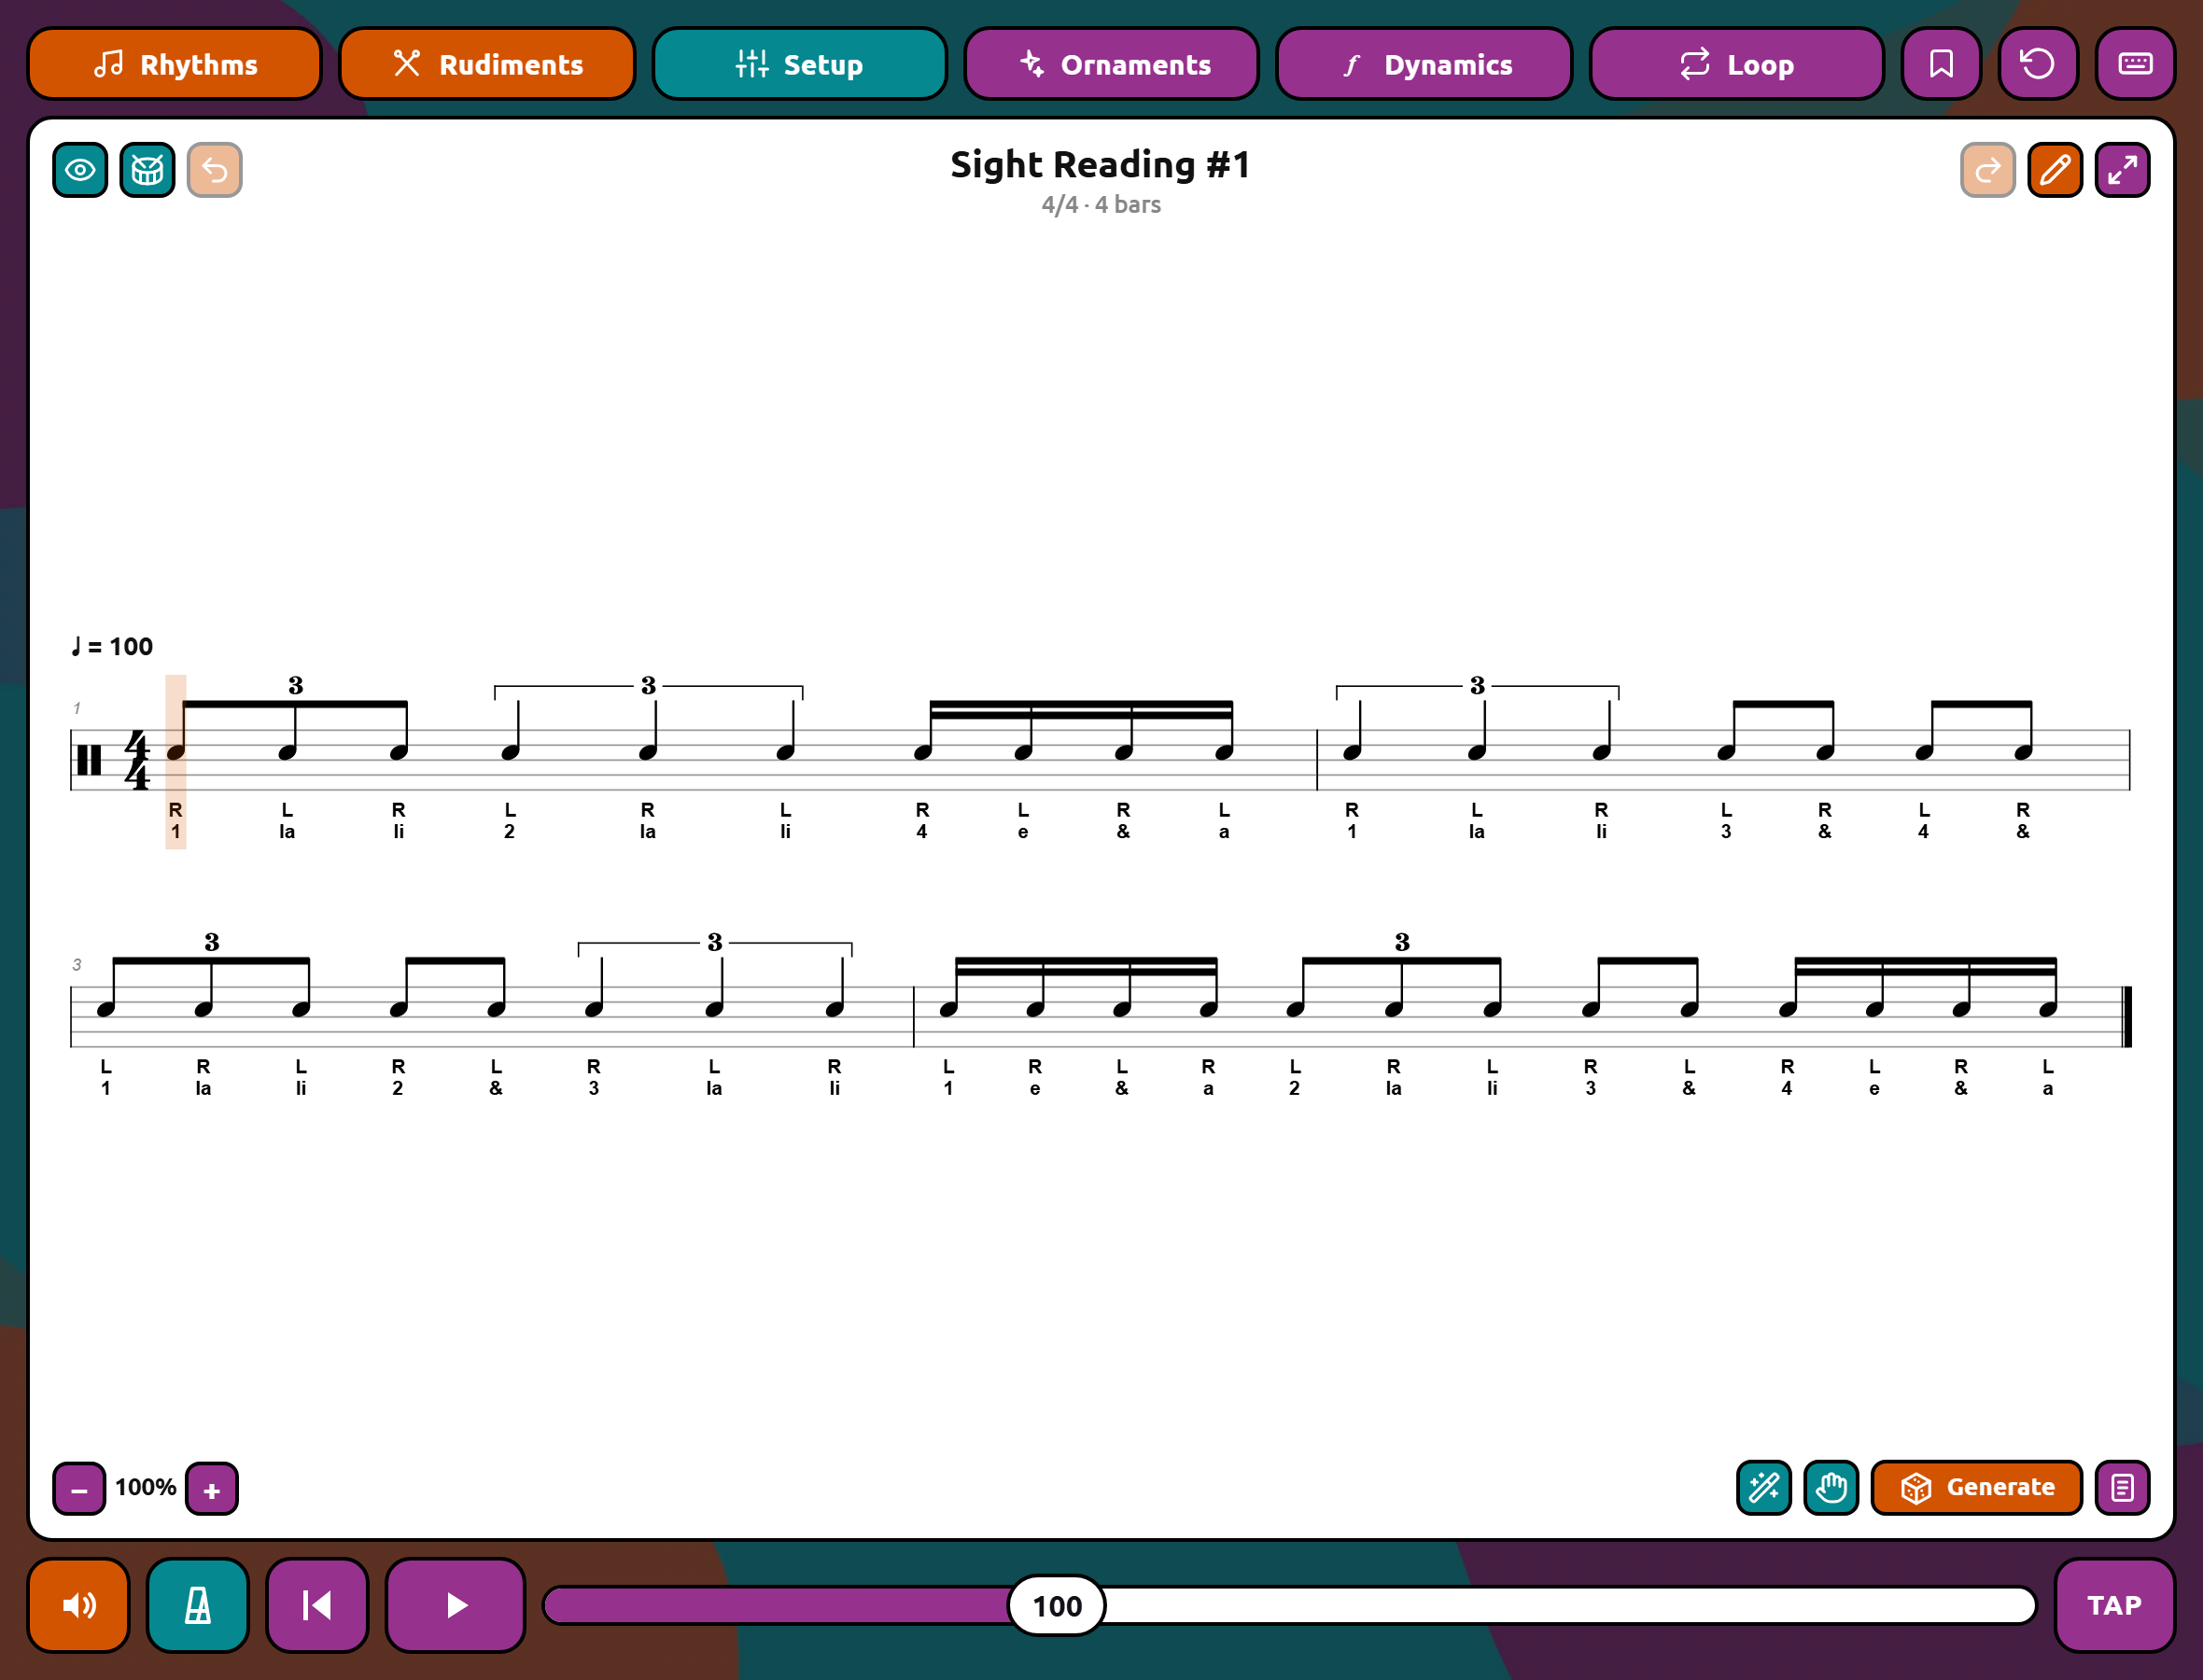 Rhythms Rudiments Setup Ornaments f Dynamics Loop
Sight Reading #1
4/4 · 4 bars
♩ = 100
3 3 3
1
4
4
R L R L R L R L R L R L R L R L R
1 la li 2 la li 4 e & a 1 la li 3 & 4 &
3 3 3
3
L R L R L R L R L R L R L R L R L R L R L
1 la li 2 & 3 la li 1 e & a 2 la li 3 & 4 e & a
− 100% + Generate
100 TAP